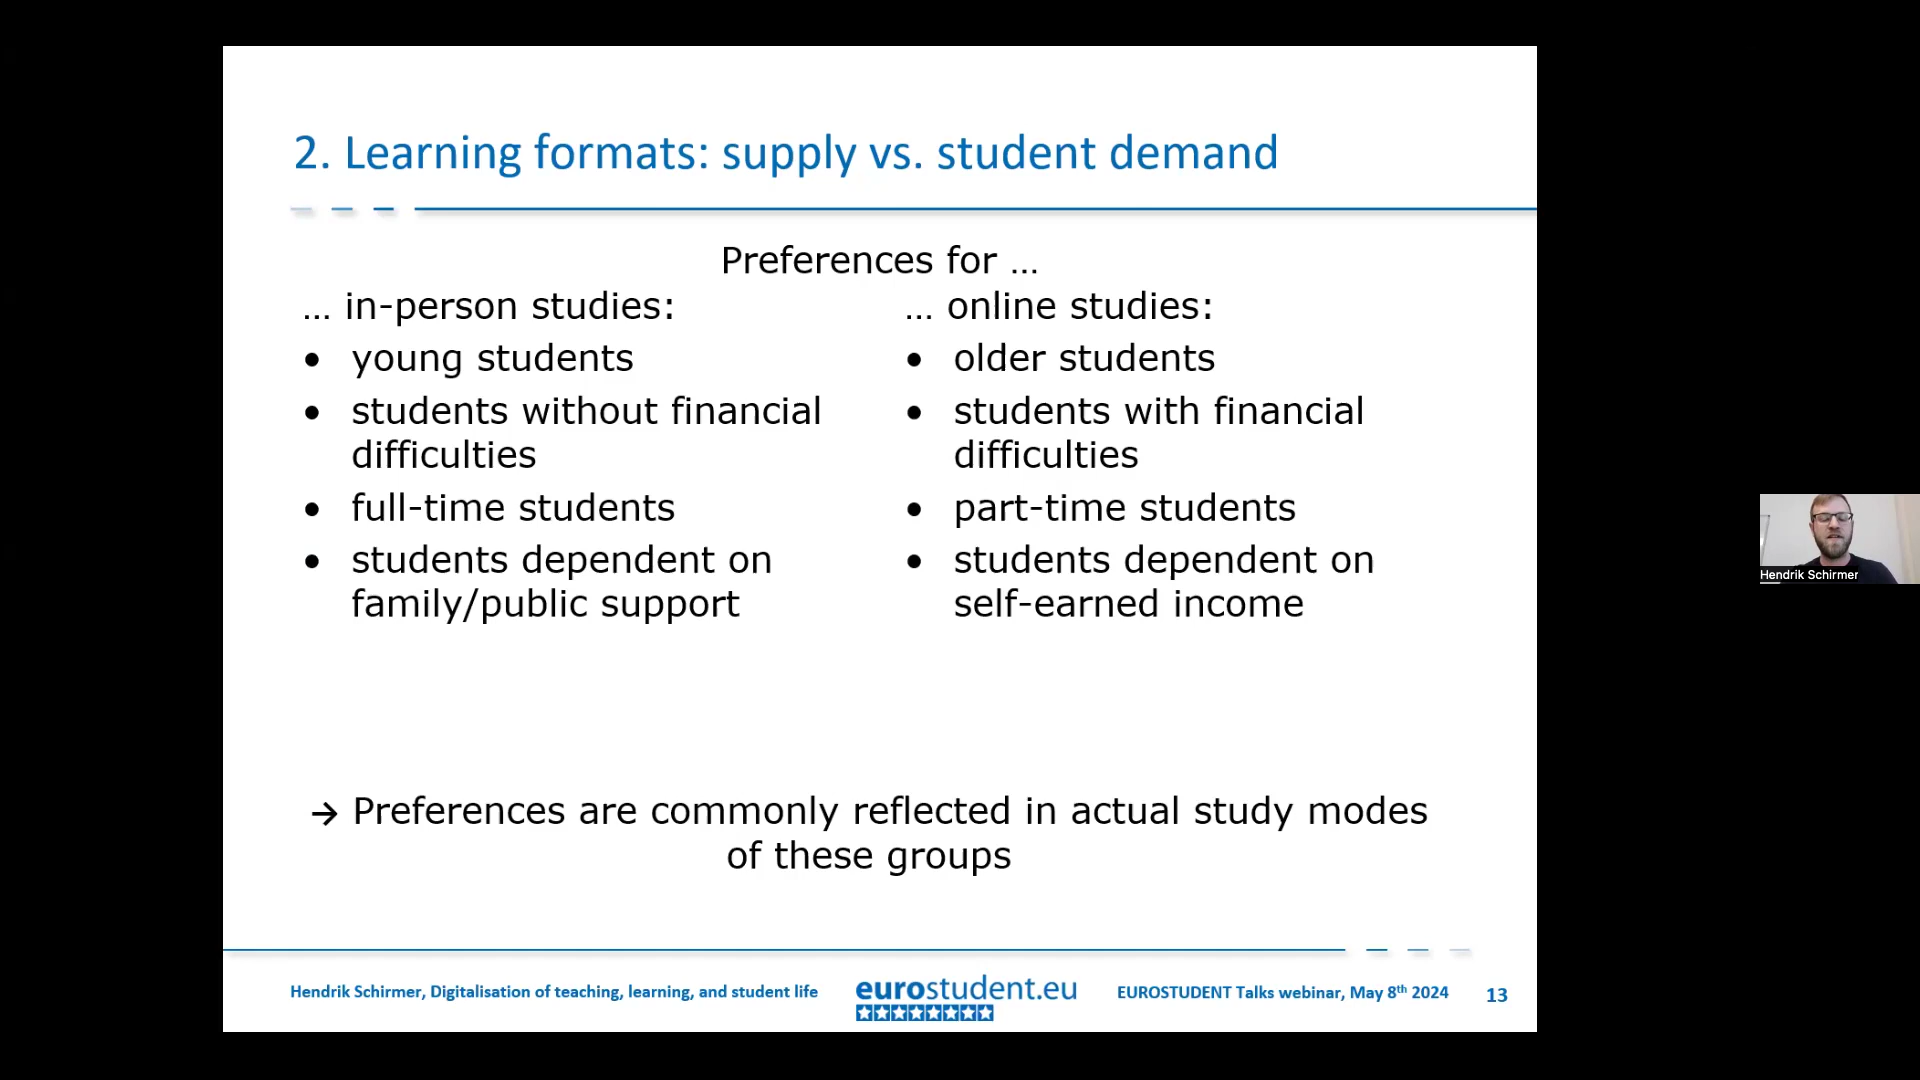 2. Learning formats: supply vs. student demand
Preferences for …
… in-person studies:
• young students
• students without financial
difficulties
• full-time students
• students dependent on
family/public support
… online studies:
• older students
• students with financial
difficulties
• part-time students
• students dependent on
self-earned income
→ Preferences are commonly reflected in actual study modes
of these groups
Hendrik Schirmer, Digitalisation of teaching, learning, and student life
eurostudent.eu
EUROSTUDENT Talks webinar, May 8th 2024
13
Hendrik Schirmer